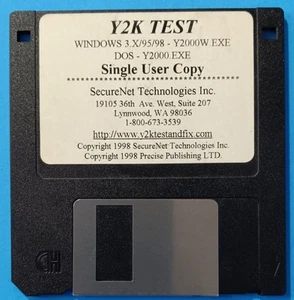 Y2K TEST
WINDOWS 3.X/95/98 - Y2000W.EXE
DOS - Y2000.EXE
Single User Copy
SecureNet Technologies Inc.
19105 36th Ave. West, Suite 207
Lynnwood, WA 98036
1-800-673-3539
http://www.y2ktestandfix.com
Copyright 1998 SecureNet Technologies Inc.
Copyright 1998 Precise Publishing LTD.